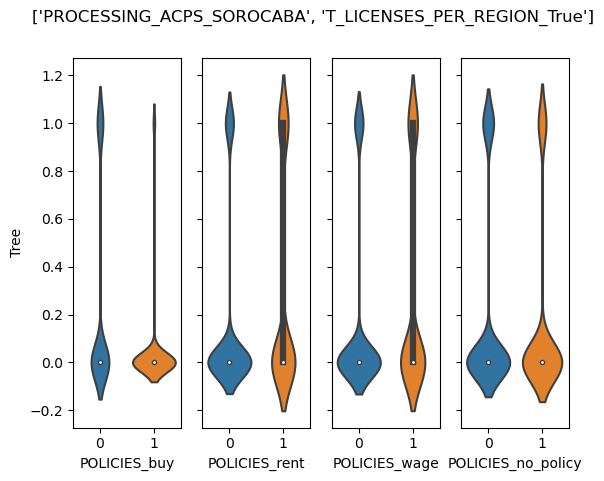 ['PROCESSING_ACPS_SOROCABA', 'T_LICENSES_PER_REGION_True']
1.2
1.0
0.8
0.6
0.4
0.2
0.0
−0.2
Tree
0 1 0 1 0 1 0 1
POLICIES_buy POLICIES_rent POLICIES_wage POLICIES_no_policy